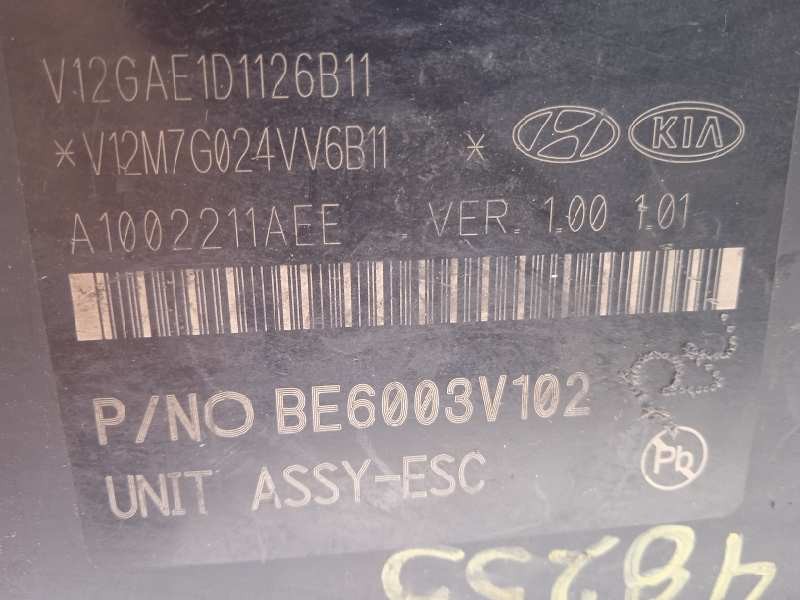 V12GAE1D1126B11
*V12M7G024VV6B11 * KIA
A1002211AEE VER. 1.00 1.01
P/NO BE6003V102
UNIT ASSY-ESC
Pb